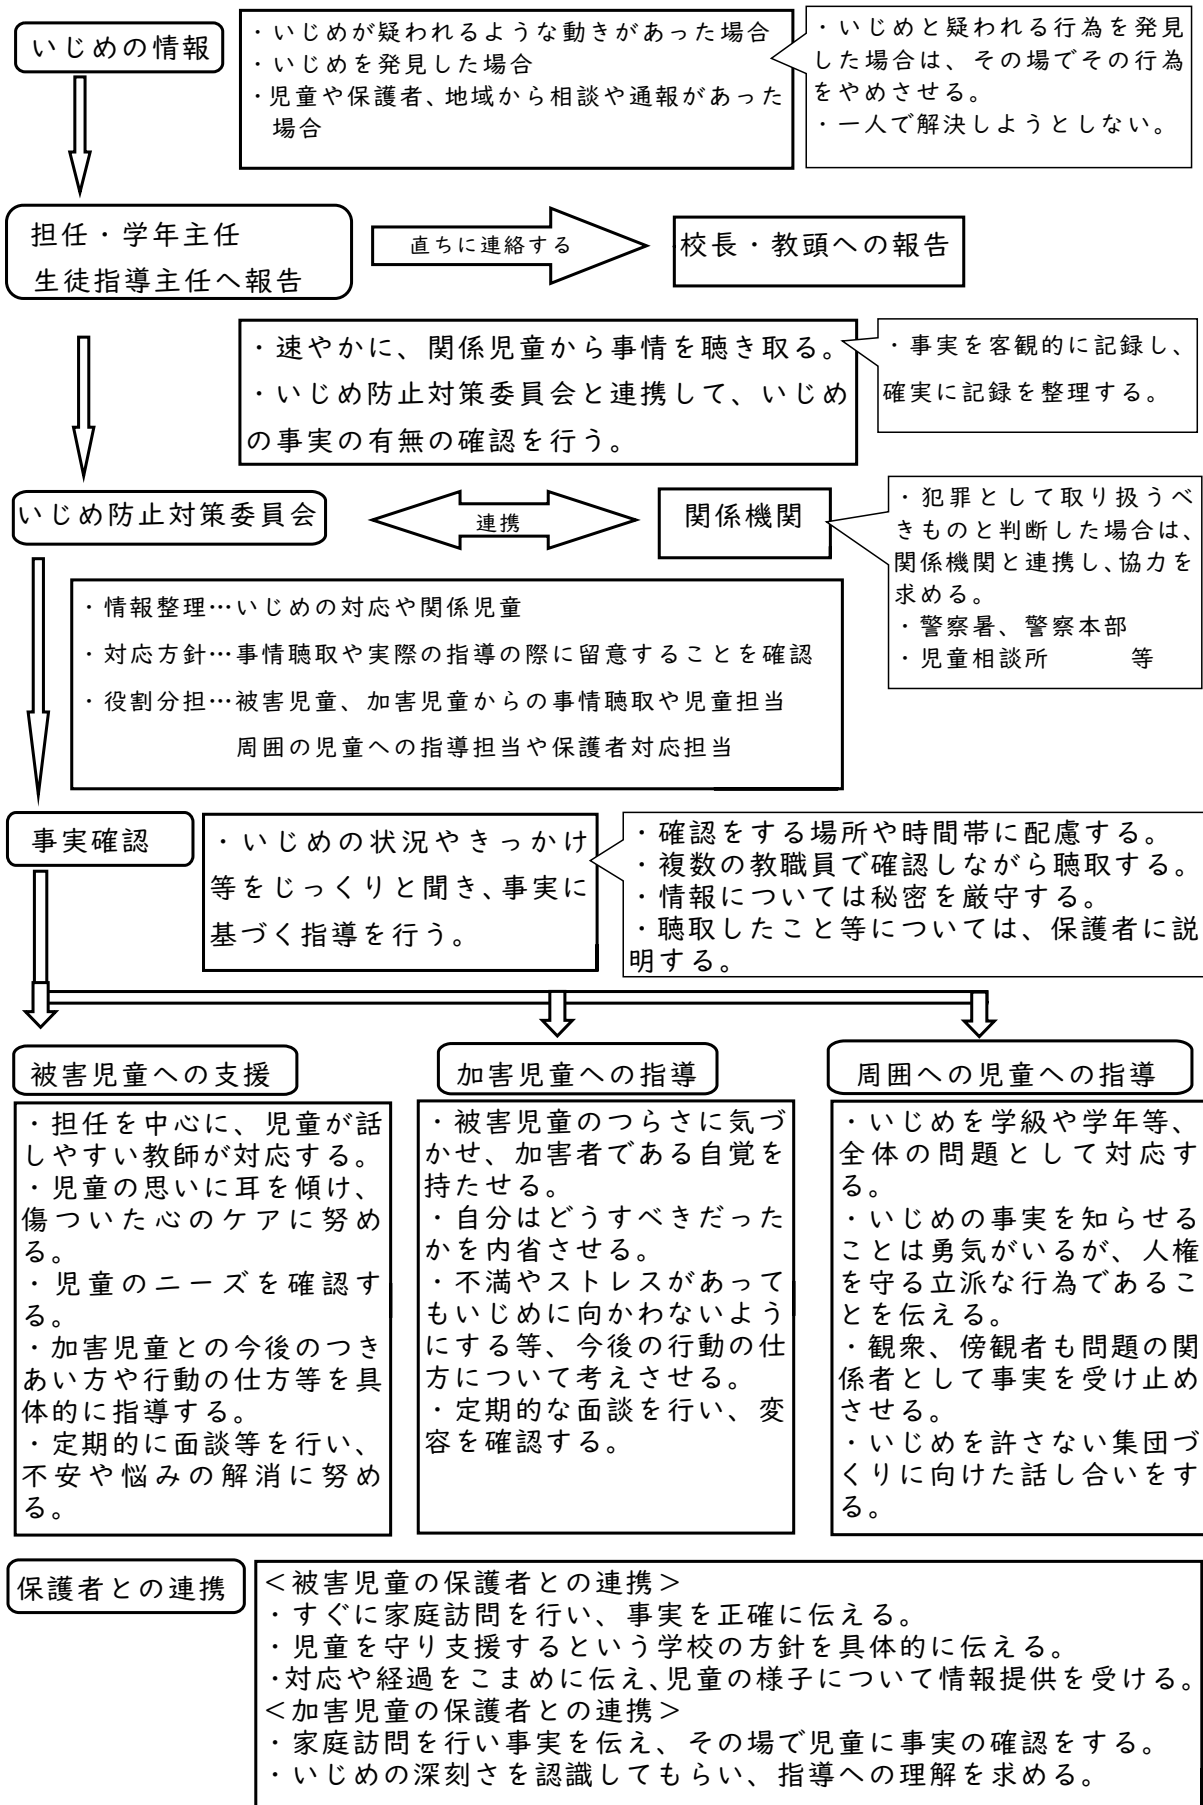 いじめの情報
・いじめが疑われるような動きがあった場合
・いじめを発見した場合
・児童や保護者、地域から相談や通報があった
場合
・いじめと疑われる行為を発見
した場合は、その場でその行為
をやめさせる。
・一人で解決しようとしない。
担任・学年主任
生徒指導主任へ報告
直ちに連絡する
校長・教頭への報告
・速やかに、関係児童から事情を聴き取る。
・いじめ防止対策委員会と連携して、いじめ
の事実の有無の確認を行う。
・事実を客観的に記録し、
確実に記録を整理する。
いじめ防止対策委員会
連携
関係機関
・犯罪として取り扱うべ
きものと判断した場合は、
関係機関と連携し、協力を
求める。
・警察署、警察本部
・児童相談所　　　等
・情報整理…いじめの対応や関係児童
・対応方針…事情聴取や実際の指導の際に留意することを確認
・役割分担…被害児童、加害児童からの事情聴取や児童担当
周囲の児童への指導担当や保護者対応担当
事実確認
・いじめの状況やきっかけ
等をじっくりと聞き、事実に
基づく指導を行う。
・確認をする場所や時間帯に配慮する。
・複数の教職員で確認しながら聴取する。
・情報については秘密を厳守する。
・聴取したこと等については、保護者に説
明する。
被害児童への支援
・担任を中心に、児童が話
しやすい教師が対応する。
・児童の思いに耳を傾け、
傷ついた心のケアに努め
る。
・児童のニーズを確認す
る。
・加害児童との今後のつき
あい方や行動の仕方等を具
体的に指導する。
・定期的に面談等を行い、
不安や悩みの解消に努め
る。
加害児童への指導
・被害児童のつらさに気づ
かせ、加害者である自覚を
持たせる。
・自分はどうすべきだった
かを内省させる。
・不満やストレスがあって
もいじめに向かわないよう
にする等、今後の行動の仕
方について考えさせる。
・定期的な面談を行い、変
容を確認する。
周囲への児童への指導
・いじめを学級や学年等、
全体の問題として対応す
る。
・いじめの事実を知らせる
ことは勇気がいるが、人権
を守る立派な行為であるこ
とを伝える。
・観衆、傍観者も問題の関
係者として事実を受け止め
させる。
・いじめを許さない集団づ
くりに向けた話し合いをす
る。
保護者との連携
＜被害児童の保護者との連携＞
・すぐに家庭訪問を行い、事実を正確に伝える。
・児童を守り支援するという学校の方針を具体的に伝える。
・対応や経過をこまめに伝え、児童の様子について情報提供を受ける。
＜加害児童の保護者との連携＞
・家庭訪問を行い事実を伝え、その場で児童に事実の確認をする。
・いじめの深刻さを認識してもらい、指導への理解を求める。